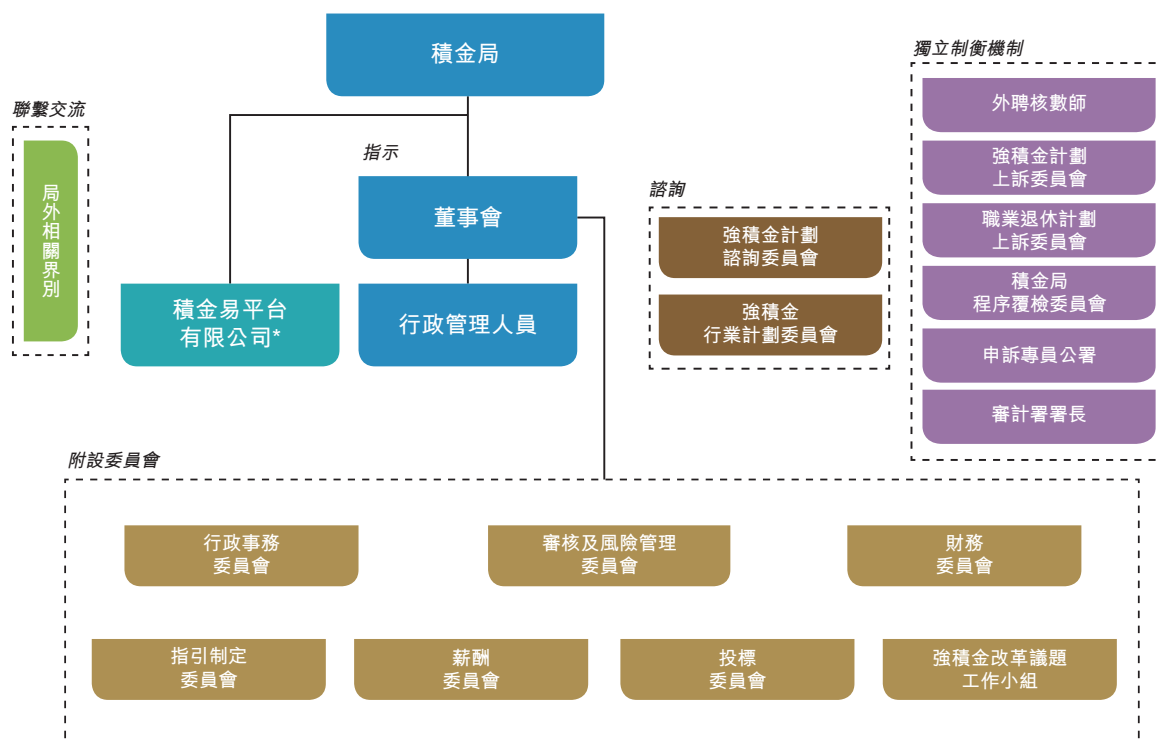 積金局
聯繫交流
局外相關界別
指示
董事會
積金易平台
有限公司*
行政管理人員
諮詢
強積金計劃
諮詢委員會
強積金
行業計劃委員會
獨立制衡機制
外聘核數師
強積金計劃
上訴委員會
職業退休計劃
上訴委員會
積金局
程序覆檢委員會
申訴專員公署
審計署署長
附設委員會
行政事務
委員會
審核及風險管理
委員會
財務
委員會
指引制定
委員會
薪酬
委員會
投標
委員會
強積金改革議題
工作小組